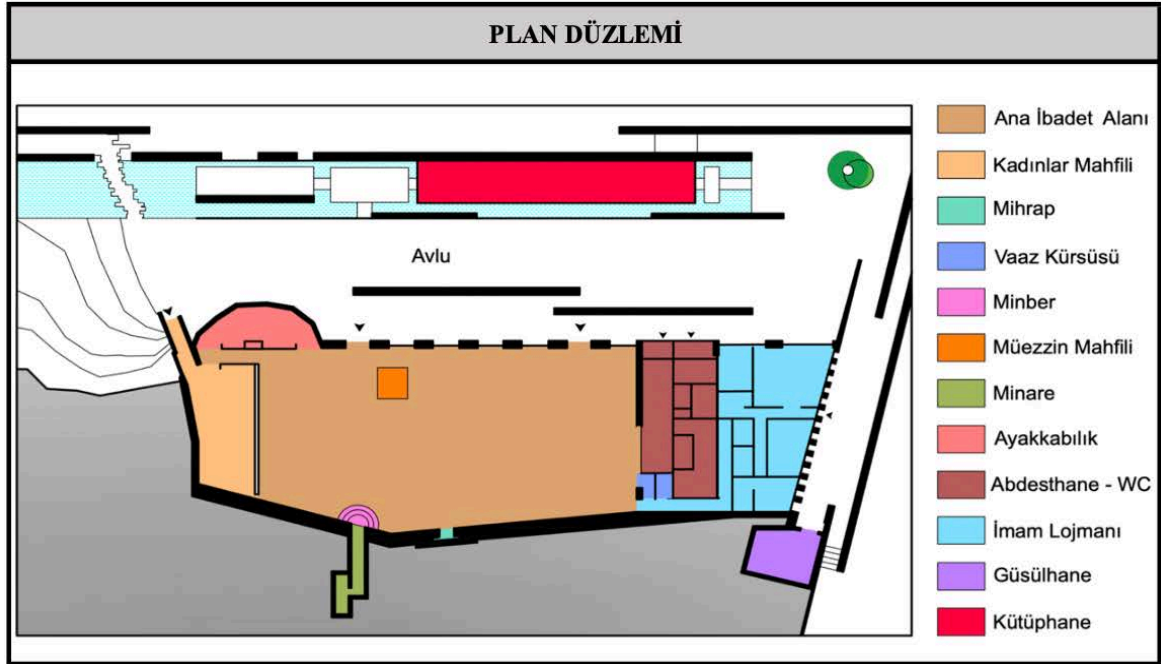 PLAN DÜZLEMİ
Avlu
Ana İbadet Alanı
Kadınlar Mahfili
Mihrap
Vaaz Kürsüsü
Minber
Müezzin Mahfili
Minare
Ayakkabılık
Abdesthane - WC
İmam Lojmanı
Güsülhane
Kütüphane